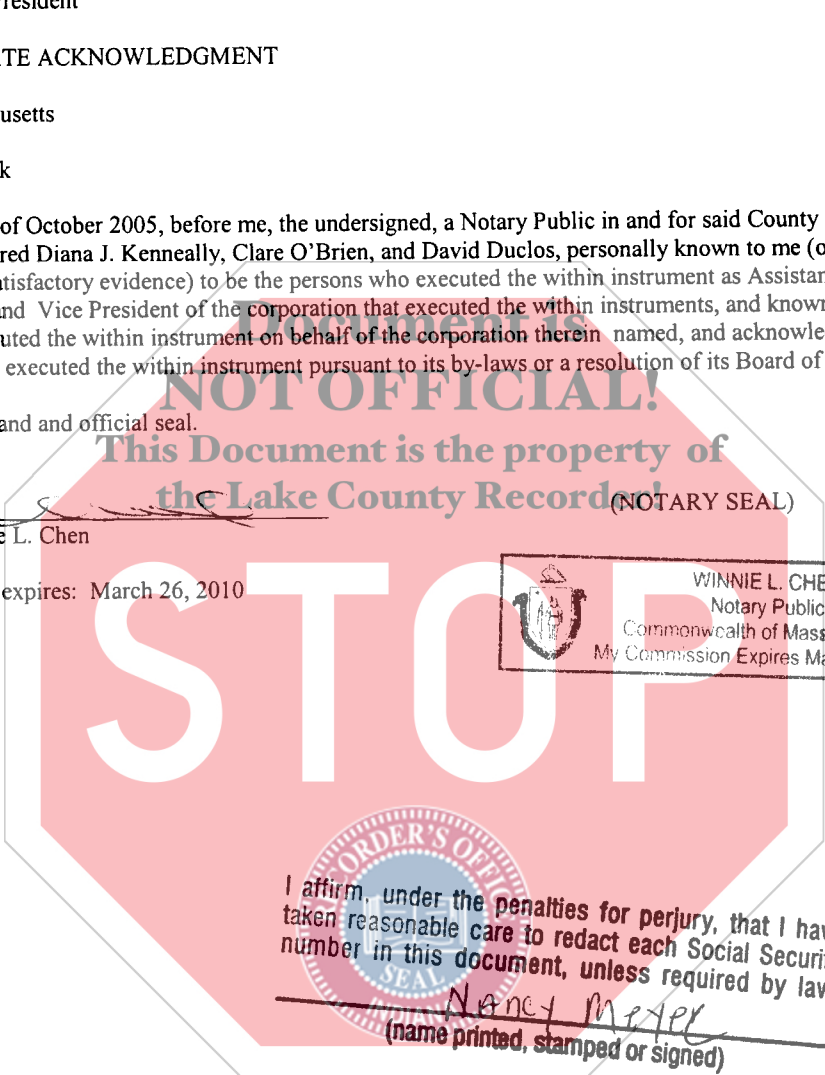 resident
TE ACKNOWLEDGMENT
usetts
k
of October 2005, before me, the undersigned, a Notary Public in and for said County
red Diana J. Kenneally, Clare O'Brien, and David Duclos, personally known to me (o
tisfactory evidence) to be the persons who executed the within instrument as Assistan
nd Vice President of the corporation that executed the within instruments, and known
uted the within instrument on behalf of the corporation therein named, and acknowle
executed the within instrument pursuant to its by-laws or a resolution of its Board of
and and official seal.
Document is
NOT OFFICIAL!
This Document is the property of
the Lake County Recorder!
(NOTARY SEAL)
e L. Chen
expires: March 26, 2010
WINNIE L. CHE
Notary Public
Commonwealth of Mass
My Commission Expires Ma
STOP
RECORDER'S OFFICE
SEAL
INDIANA
I affirm, under the penalties for perjury, that I hav
taken reasonable care to redact each Social Securit
number in this document, unless required by law
Nancy Meyer
(name printed, stamped or signed)